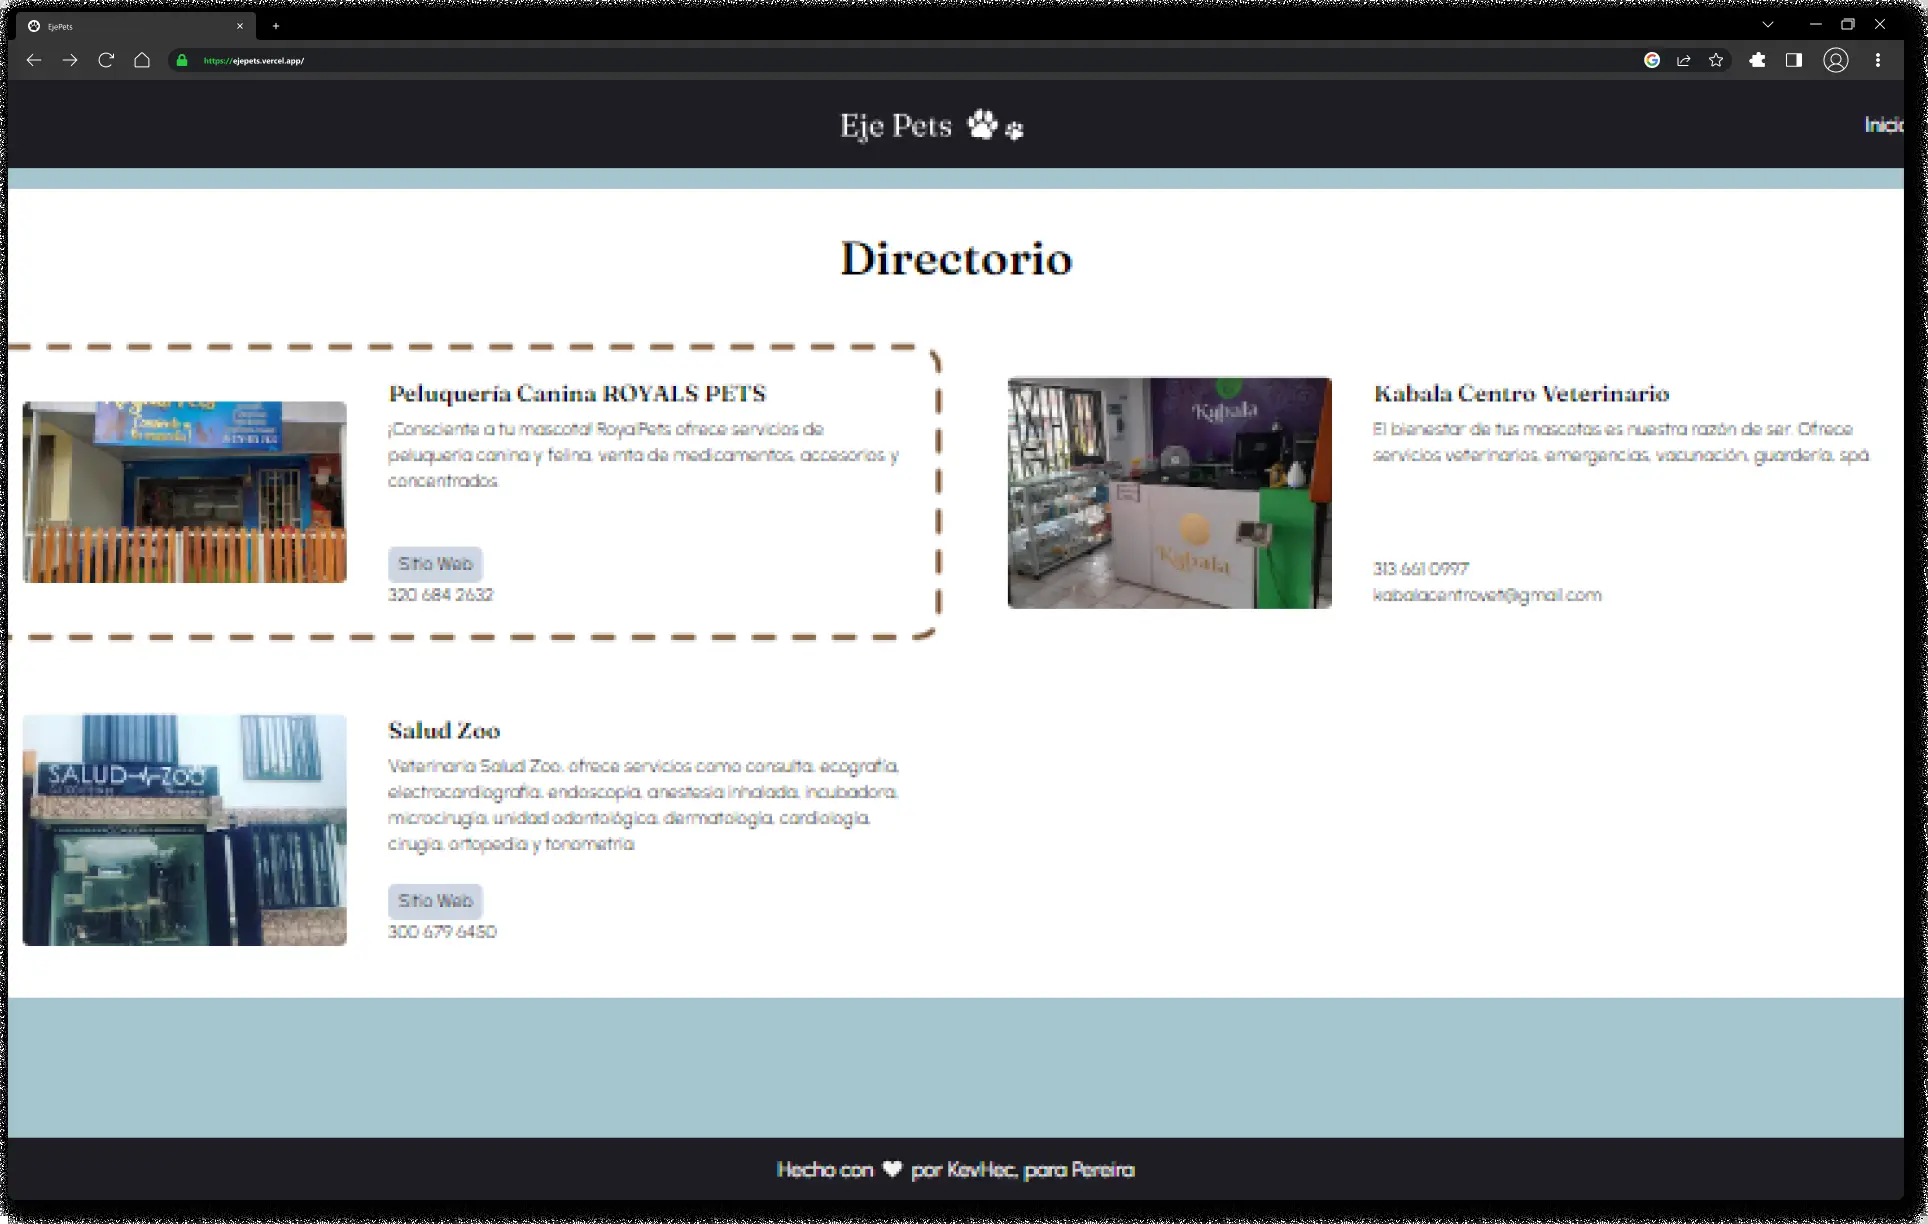 EjePets
https://ejepets.vercel.app/
Eje Pets
Inicio
Directorio
Peluquería Canina ROYALS PETS
¡Consciente a tu mascota! RoyalPets ofrece servicios de
peluquería canina y felina, venta de medicamentos, accesorios y
concentrados.
Sitio Web
320 684 2632
Kabala
Kabala
Kabala Centro Veterinario
El bienestar de tus mascotas es nuestra razón de ser. Ofrece
servicios veterinarios, emergencias, vacunación, guardería, spá.
313 661 0997
kabalacentrovet@gmail.com
SALUD ZOO
Salud Zoo
Veterinaria Salud Zoo, ofrece servicios como consulta, ecografía,
electrocardiografía, endoscopia, anestesia inhalada, incubadora,
microcirugía, unidad odontológica, dermatología, cardiología,
cirugía, ortopedia y tonometría.
Sitio Web
300 679 6450
Hecho con ♥ por KevHec, para Pereira